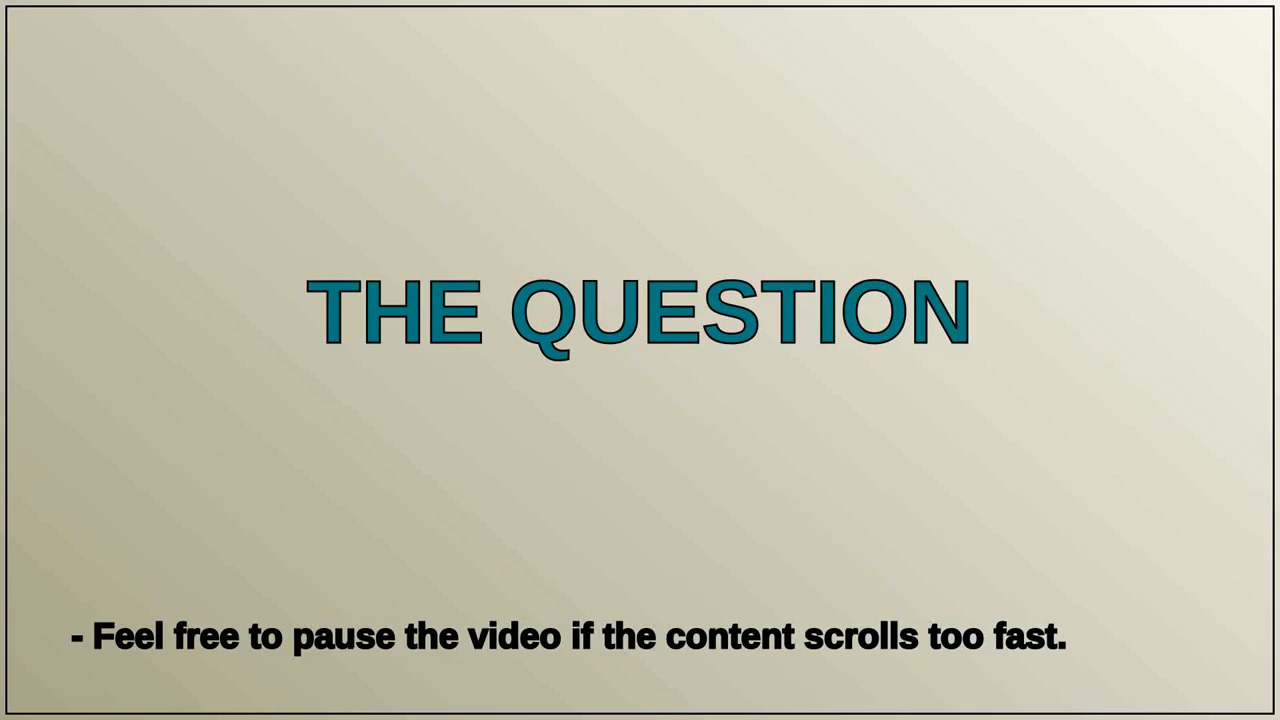 THE QUESTION
- Feel free to pause the video if the content scrolls too fast.